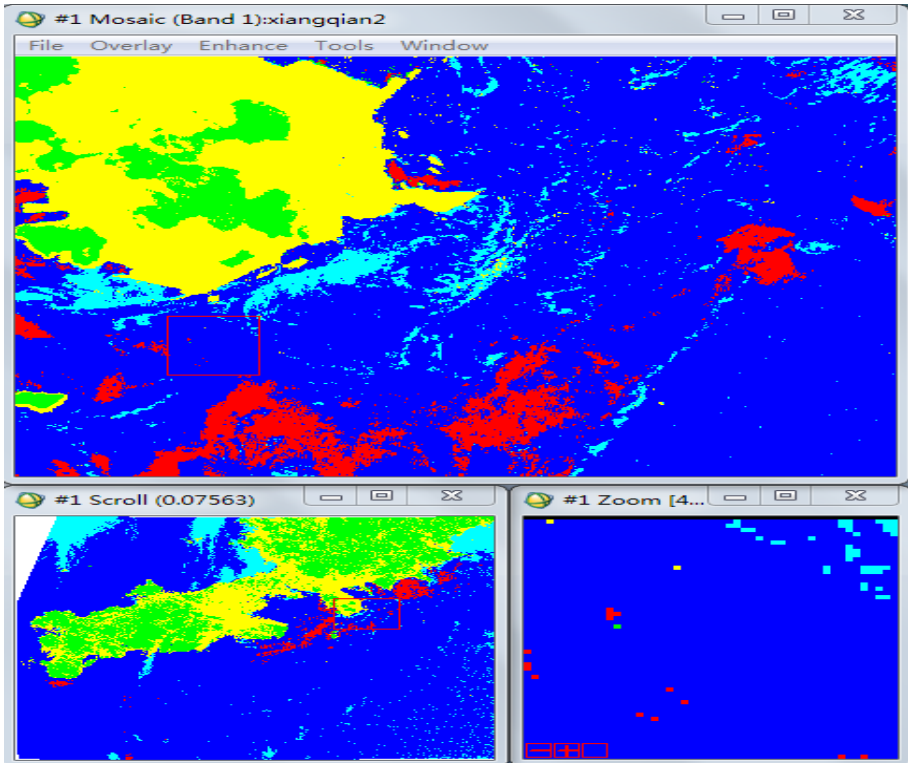 #1 Mosaic (Band 1):xiangqian2
File Overlay Enhance Tools Window
#1 Scroll (0.07563)
#1 Zoom [4...